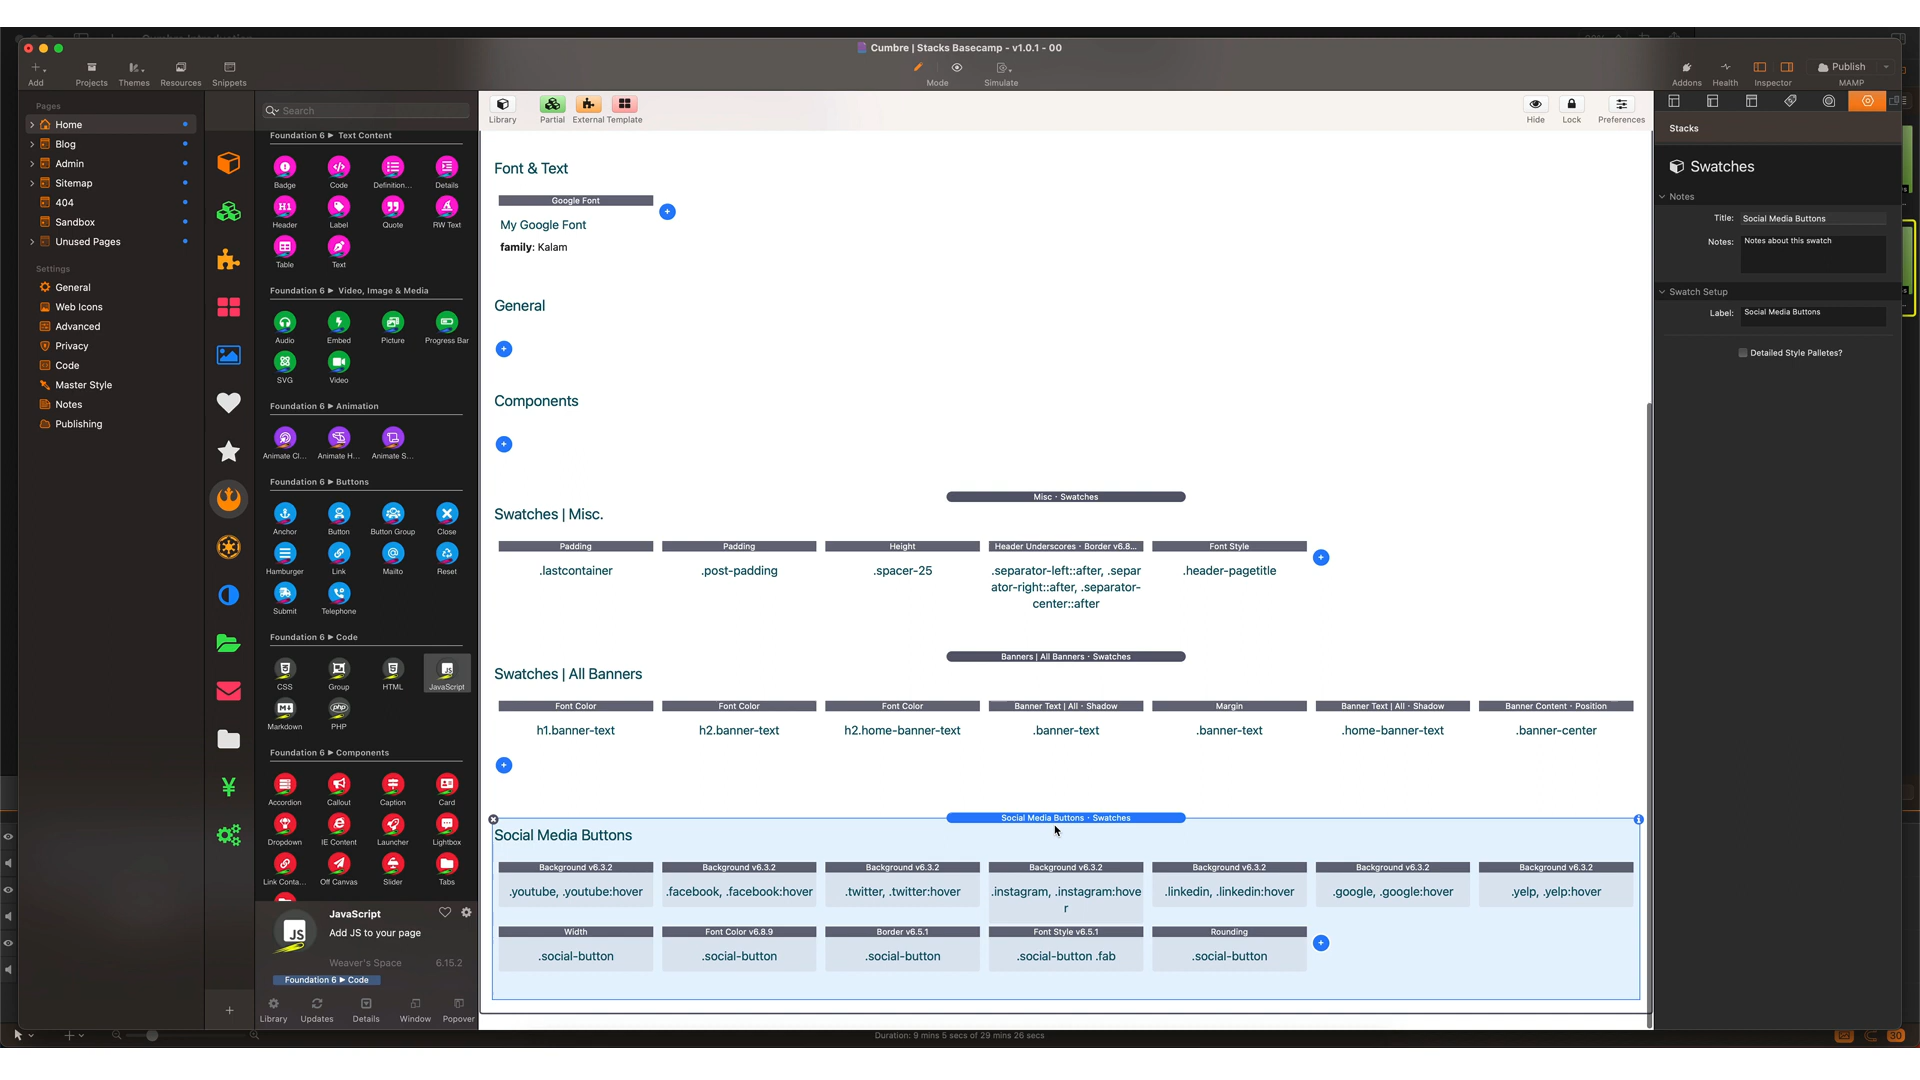 Cumbre | Stacks Basecamp - v1.0.1 - 00
Add
Projects
Themes
Resources
Snippets
Mode
Simulate
Addons
Health
Inspector
Publish
MAMP
Pages
Home
Blog
Admin
Sitemap
404
Sandbox
Unused Pages
Settings
General
Web Icons
Advanced
Privacy
Code
Master Style
Notes
Publishing
Search
Foundation 6 ► Text Content
Badge
Code
Definition...
Details
H1
Header
Label
Quote
RW Text
Table
Text
Foundation 6 ► Video, Image & Media
Audio
Embed
Picture
Progress Bar
SVG
Video
Foundation 6 ► Animation
Animate Cl...
Animate H...
Animate S...
Foundation 6 ► Buttons
Anchor
Button
Button Group
Close
Hamburger
Link
Mailto
Reset
Submit
Telephone
Foundation 6 ► Code
CSS
Group
HTML
JS
JavaScript
Markdown
php
PHP
Foundation 6 ► Components
Accordion
Callout
Caption
Card
Dropdown
IE Content
Launcher
Lightbox
Link Conta...
Off Canvas
Slider
Tabs
JS
JavaScript
Add JS to your page
Weaver's Space
6.15.2
Foundation 6 ► Code
Library
Updates
Details
Window
Popover
Library
Partial
External
Template
Hide
Lock
Preferences
Font & Text
Google Font
My Google Font
family: Kalam
General
Components
Misc · Swatches
Swatches | Misc.
Padding
Padding
Height
Header Underscores · Border v6.8...
Font Style
.lastcontainer
.post-padding
.spacer-25
.separator-left::after, .separ
ator-right::after, .separator-
center::after
.header-pagetitle
Banners | All Banners · Swatches
Swatches | All Banners
Font Color
Font Color
Font Color
Banner Text | All · Shadow
Margin
Banner Text | All · Shadow
Banner Content · Position
h1.banner-text
h2.banner-text
h2.home-banner-text
.banner-text
.banner-text
.home-banner-text
.banner-center
Social Media Buttons · Swatches
Social Media Buttons
Background v6.3.2
Background v6.3.2
Background v6.3.2
Background v6.3.2
Background v6.3.2
Background v6.3.2
Background v6.3.2
.youtube, .youtube:hover
.facebook, .facebook:hover
.twitter, .twitter:hover
.instagram, .instagram:hove
r
.linkedin, .linkedin:hover
.google, .google:hover
.yelp, .yelp:hover
Width
Font Color v6.8.9
Border v6.5.1
Font Style v6.5.1
Rounding
.social-button
.social-button
.social-button
.social-button .fab
.social-button
Stacks
Swatches
Notes
Title:
Social Media Buttons
Notes:
Notes about this swatch
Swatch Setup
Label:
Social Media Buttons
Detailed Style Palletes?
Duration: 9 mins 5 secs of 29 mins 26 secs
30